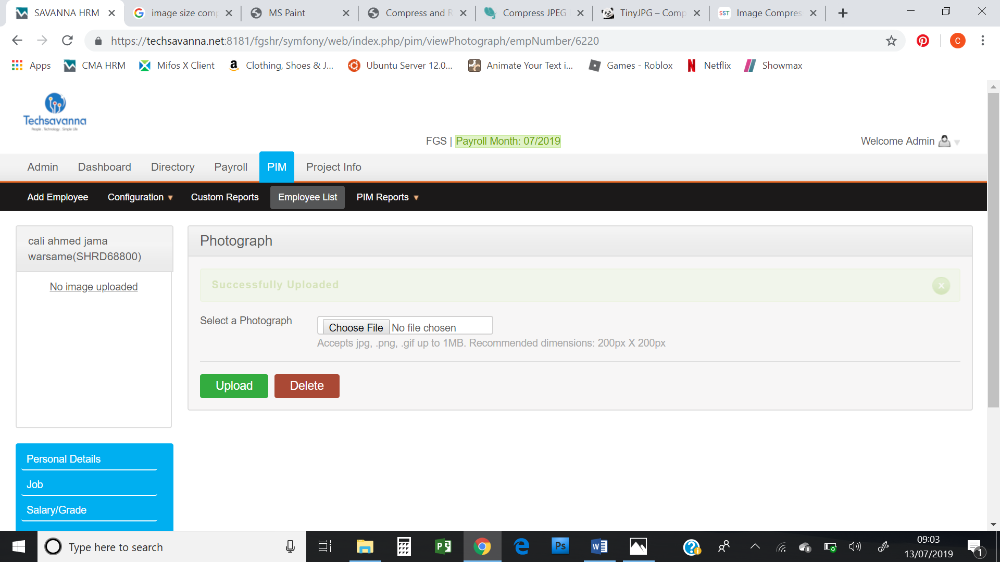 SAVANNA HRM
image size comp
MS Paint
Compress and R
Compress JPEG
TinyJPG – Comp
SST Image Compres
https://techsavanna.net:8181/fgshr/symfony/web/index.php/pim/viewPhotograph/empNumber/6220
C
Apps CMA HRM Mifos X Client Clothing, Shoes & J... Ubuntu Server 12.0... Animate Your Text i... Games - Roblox Netflix Showmax
Techsavanna
People . Technology . Simple Life
FGS | Payroll Month: 07/2019
Welcome Admin
Admin Dashboard Directory Payroll PIM Project Info
Add Employee Configuration Custom Reports Employee List PIM Reports
cali ahmed jama
warsame(SHRD68800)
No image uploaded
Photograph
Successfully Uploaded
x
Select a Photograph
Choose File No file chosen
Accepts jpg, .png, .gif up to 1MB. Recommended dimensions: 200px X 200px
Upload Delete
Personal Details
Job
Salary/Grade
Type here to search
09:03
13/07/2019
1